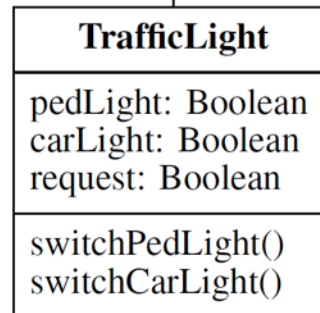 TrafficLight
pedLight: Boolean
carLight: Boolean
request: Boolean
switchPedLight()
switchCarLight()